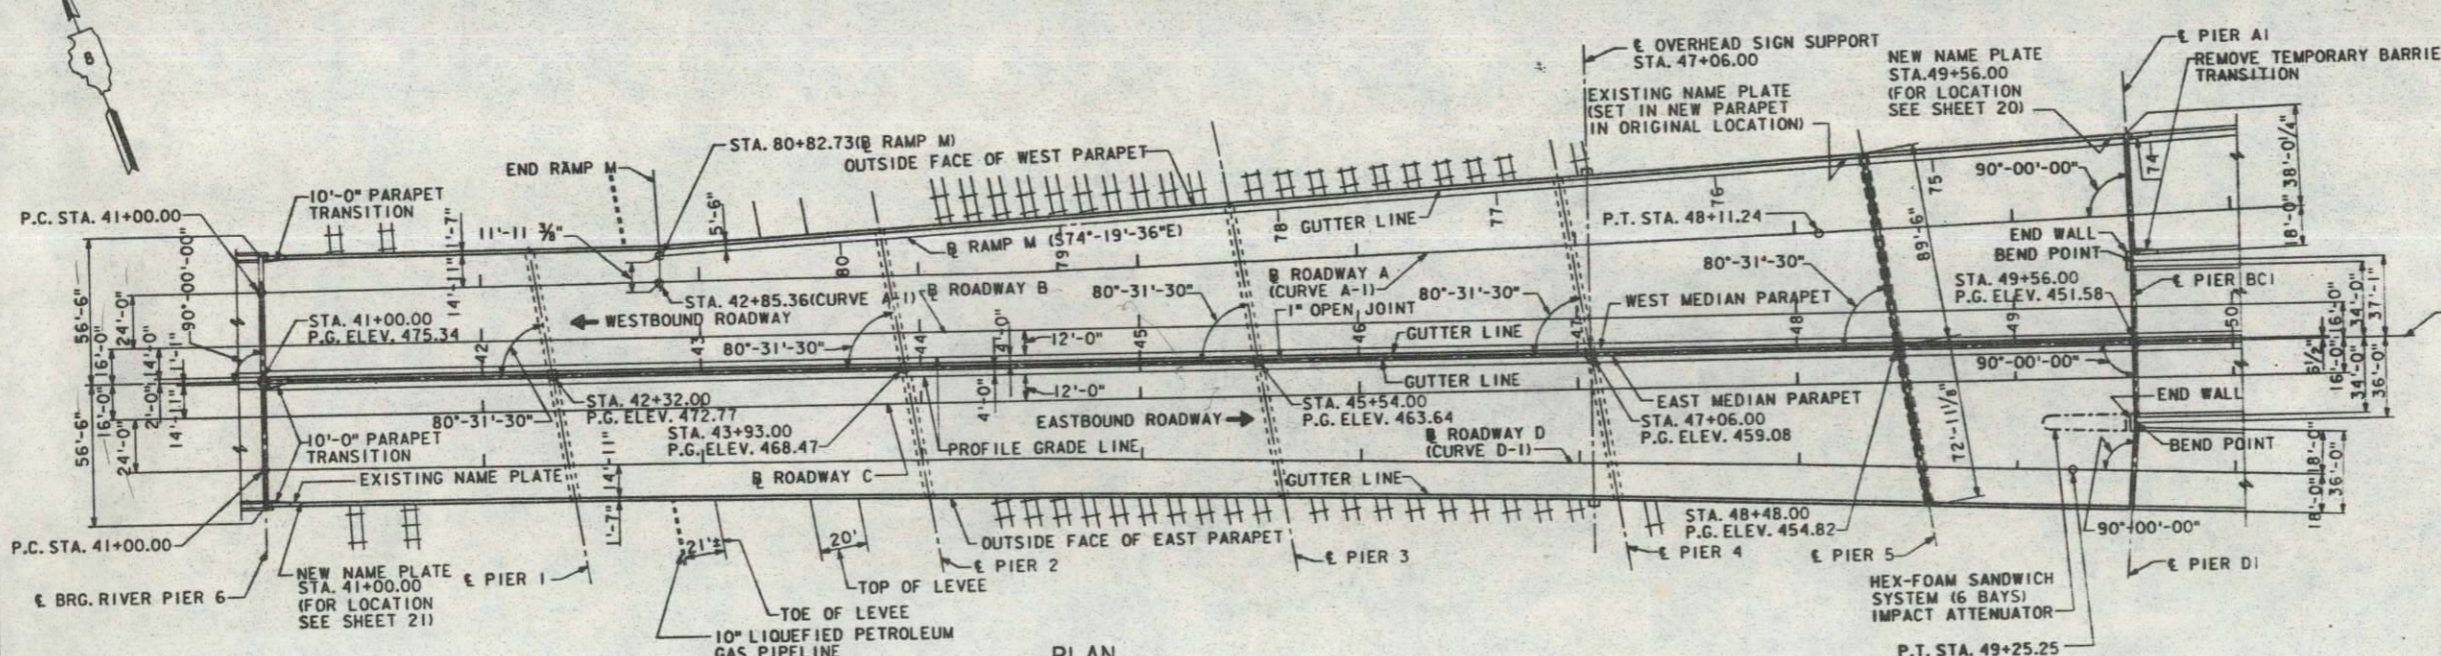 B
P.C. STA. 41+00.00
10'-0" PARAPET
TRANSITION
END RAMP M
11'-11 3/8"
STA. 80+82.73(℄ RAMP M)
OUTSIDE FACE OF WEST PARAPET
5'-6"
℄ OVERHEAD SIGN SUPPORT
STA. 47+06.00
EXISTING NAME PLATE
(SET IN NEW PARAPET
IN ORIGINAL LOCATION)
NEW NAME PLATE
STA.49+56.00
(FOR LOCATION
SEE SHEET 20)
℄ PIER A1
REMOVE TEMPORARY BARRIE
TRANSITION
1'-7"
14'-11"
℄ RAMP M (S74°-19'-36"E)
GUTTER LINE
P.T. STA. 48+11.24
90°-00'-00"
74
75
76
77
78
79
80
89'-6"
38'-0 1/4"
18'-0"
END WALL
BEND POINT
℄ PIER BC1
STA. 42+85.36(CURVE A-1)
℄ ROADWAY B
℄ ROADWAY A
(CURVE A-1)
80°-31'-30"
80°-31'-30"
80°-31'-30"
STA. 49+56.00
P.G. ELEV. 451.58
56'-6"
24'-0"
16'-0"
14'-0"
11'-1"
90°-00'-00"
STA. 41+00.00
P.G. ELEV. 475.34
WESTBOUND ROADWAY
80°-31'-30"
4'-0"
12'-0"
1" OPEN JOINT
WEST MEDIAN PARAPET
GUTTER LINE
42
43
44
45
46
47
48
49
50
16'-0"
34'-0"
37'-1"
56'-6"
24'-0"
16'-0"
2'-0"
14'-11"
80°-31'-30"
STA. 42+32.00
P.G. ELEV. 472.77
STA. 43+93.00
P.G. ELEV. 468.47
4'-0"
12'-0"
GUTTER LINE
EASTBOUND ROADWAY
STA. 45+54.00
P.G. ELEV. 463.64
EAST MEDIAN PARAPET
STA. 47+06.00
P.G. ELEV. 459.08
90°-00'-00"
6 1/2"
16'-0"
34'-0"
36'-0"
END WALL
BEND POINT
10'-0" PARAPET
TRANSITION
EXISTING NAME PLATE
PROFILE GRADE LINE
℄ ROADWAY C
℄ ROADWAY D
(CURVE D-1)
GUTTER LINE
72'-11 1/8"
14'-11"
1'-7"
P.C. STA. 41+00.00
℄ BRG. RIVER PIER 6
NEW NAME PLATE
STA. 41+00.00
(FOR LOCATION
SEE SHEET 21)
℄ PIER 1
21'±
20'
TOP OF LEVEE
TOE OF LEVEE
10" LIQUEFIED PETROLEUM
GAS PIPELINE
℄ PIER 2
OUTSIDE FACE OF EAST PARAPET
℄ PIER 3
℄ PIER 4
STA. 48+48.00
P.G. ELEV. 454.82
℄ PIER 5
HEX-FOAM SANDWICH
SYSTEM (6 BAYS)
IMPACT ATTENUATOR
P.T. STA. 49+25.25
90°-00'-00"
℄ PIER D1
18'-0"
18'-0"
36'-0"
PLAN